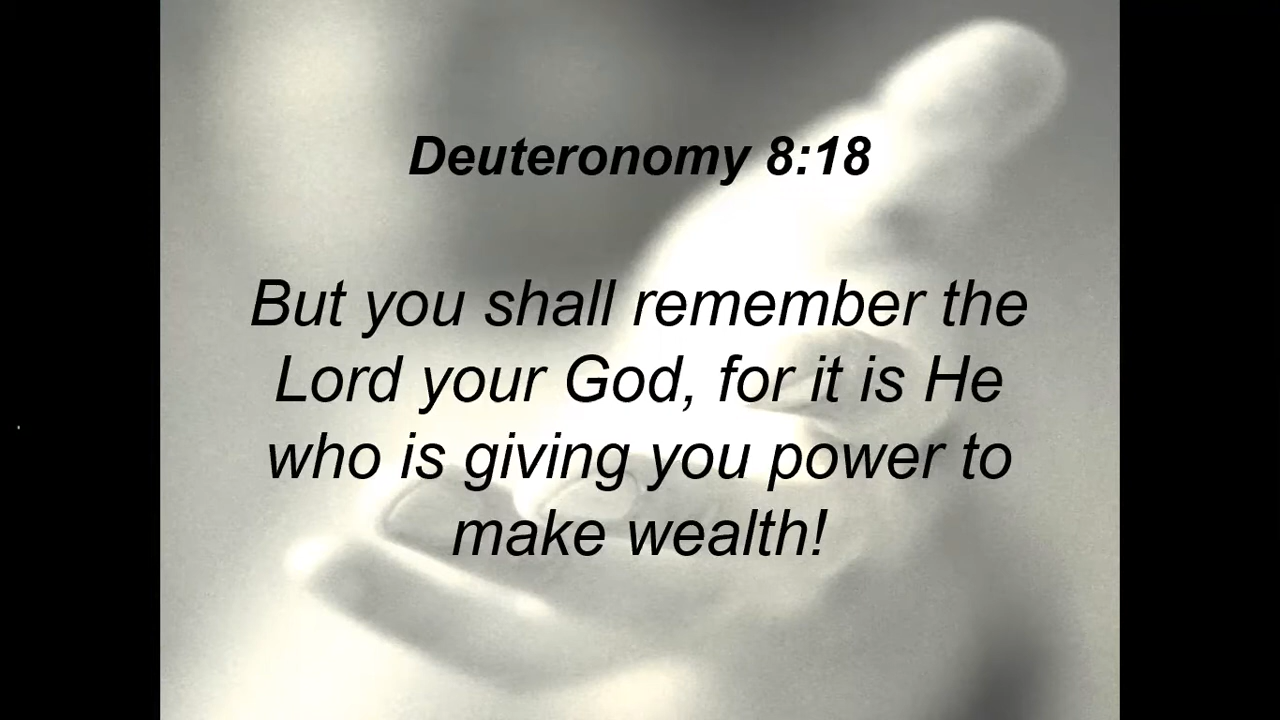 Deuteronomy 8:18
But you shall remember the
Lord your God, for it is He
who is giving you power to
make wealth!